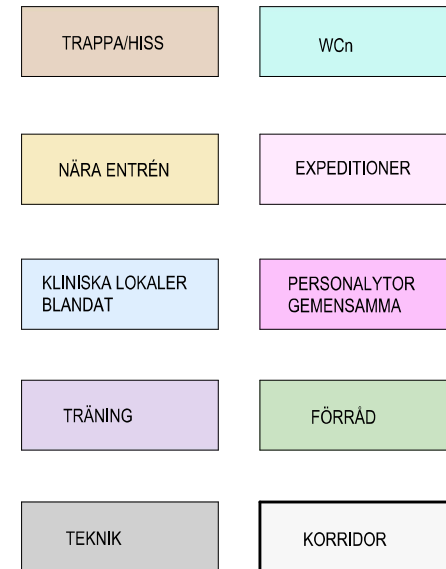 TRAPPA/HISS
WCn
NÄRA ENTRÉN
EXPEDITIONER
KLINISKA LOKALER
BLANDAT
PERSONALYTOR
GEMENSAMMA
TRÄNING
FÖRRÅD
TEKNIK
KORRIDOR